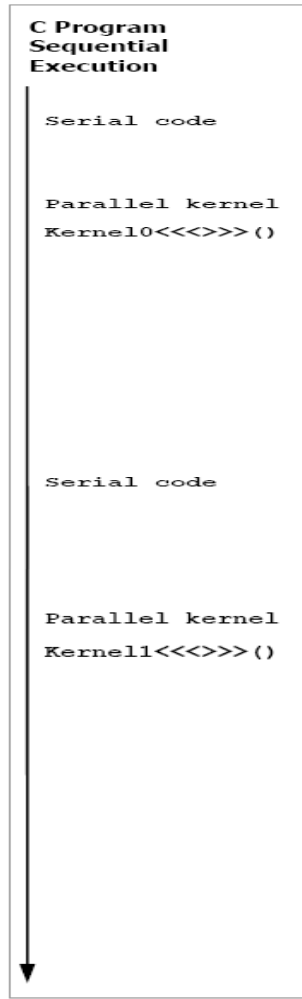 C Program
Sequential
Execution
Serial code
Parallel kernel
Kernel0<<<>>>()
Serial code
Parallel kernel
Kernel1<<<>>>()